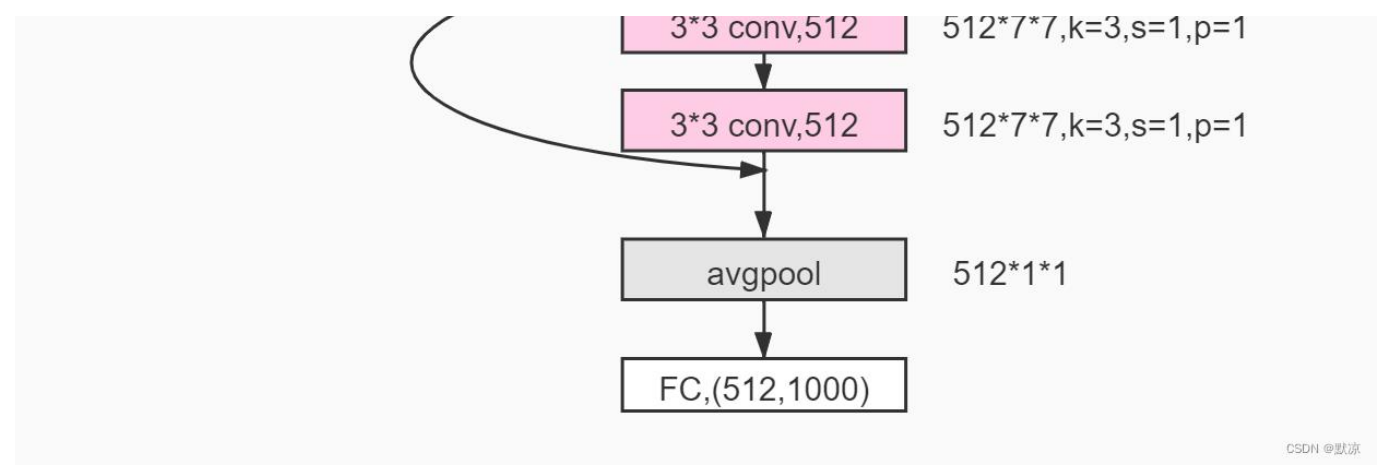 3*3 conv,512 512*7*7,k=3,s=1,p=1
3*3 conv,512 512*7*7,k=3,s=1,p=1
avgpool 512*1*1
FC,(512,1000)
CSDN @默凉